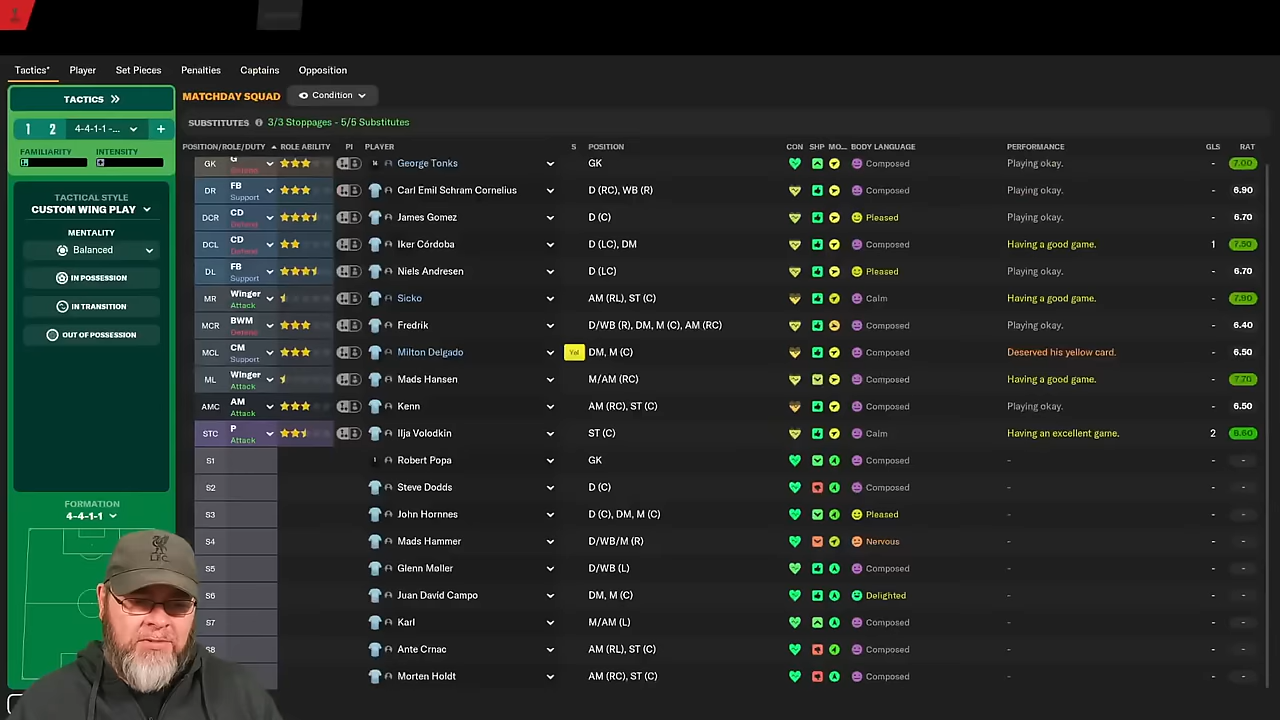 1
Tactics* Player Set Pieces Penalties Captains Opposition
TACTICS
MATCHDAY SQUAD Condition
1 2 4-4-1-1 -... +
SUBSTITUTES 3/3 Stoppages - 5/5 Substitutes
FAMILIARITY INTENSITY
POSITION/ROLE/DUTY ROLE ABILITY PI PLAYER S POSITION CON SHP MO... BODY LANGUAGE PERFORMANCE GLS RAT
GK G George Tonks GK Composed Playing okay. - 7.00
DR FB Support Carl Emil Schram Cornelius D (RC), WB (R) Composed Playing okay. - 6.90
DCR CD Defend James Gomez D (C) Pleased Playing okay. - 6.70
DCL CD Defend Iker Córdoba D (LC), DM Composed Having a good game. 1 7.50
DL FB Support Niels Andresen D (LC) Pleased Playing okay. - 6.70
MR Winger Attack Sicko AM (RL), ST (C) Calm Having a good game. - 7.90
MCR BWM Defend Fredrik D/WB (R), DM, M (C), AM (RC) Composed Playing okay. - 6.40
MCL CM Support Milton Delgado Yel DM, M (C) Composed Deserved his yellow card. - 6.50
ML Winger Attack Mads Hansen M/AM (RC) Composed Having a good game. - 7.70
AMC AM Attack Kenn AM (RC), ST (C) Composed Playing okay. - 6.50
STC P Attack Ilja Volodkin ST (C) Calm Having an excellent game. 2 8.60
S1 1 Robert Popa GK Composed - - -
S2 Steve Dodds D (C) Composed - - -
S3 John Hornnes D (C), DM, M (C) Pleased - - -
S4 Mads Hammer D/WB/M (R) Nervous - - -
S5 Glenn Møller D/WB (L) Composed - - -
S6 Juan David Campo DM, M (C) Delighted - - -
S7 Karl M/AM (L) Composed - - -
S8 Ante Crnac AM (RL), ST (C) Composed - - -
Morten Holdt AM (RC), ST (C) Composed - - -
TACTICAL STYLE
CUSTOM WING PLAY
MENTALITY
Balanced
IN POSSESSION
IN TRANSITION
OUT OF POSSESSION
FORMATION
4-4-1-1
LFC